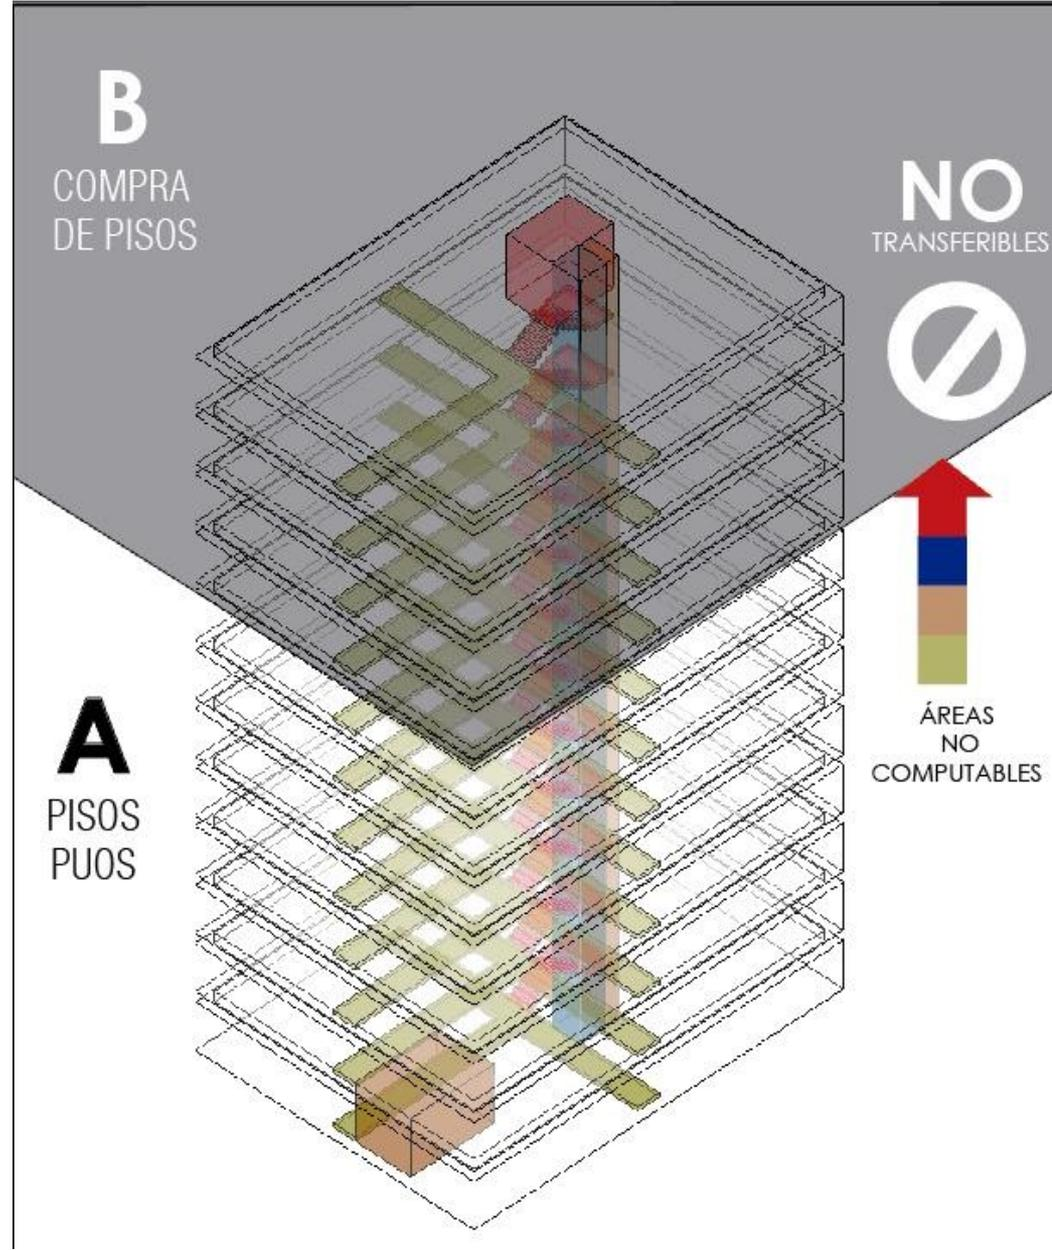 B
COMPRA
DE PISOS
NO
TRANSFERIBLES
A
PISOS
PUOS
ÁREAS
NO
COMPUTABLES